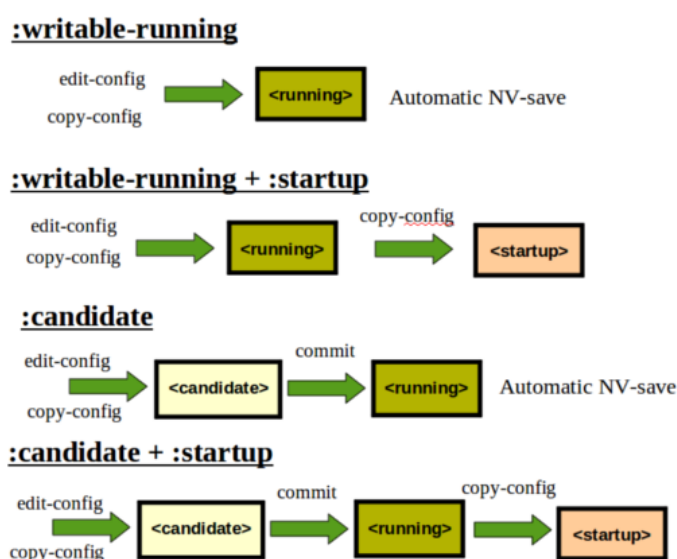 :writable-running
edit-config
<running>
Automatic NV-save
copy-config
:writable-running + :startup
edit-config
copy-config
<running>
copy-config
<startup>
:candidate
edit-config
copy-config
<candidate>
commit
<running>
Automatic NV-save
:candidate + :startup
edit-config
copy-config
<candidate>
commit
<running>
copy-config
<startup>